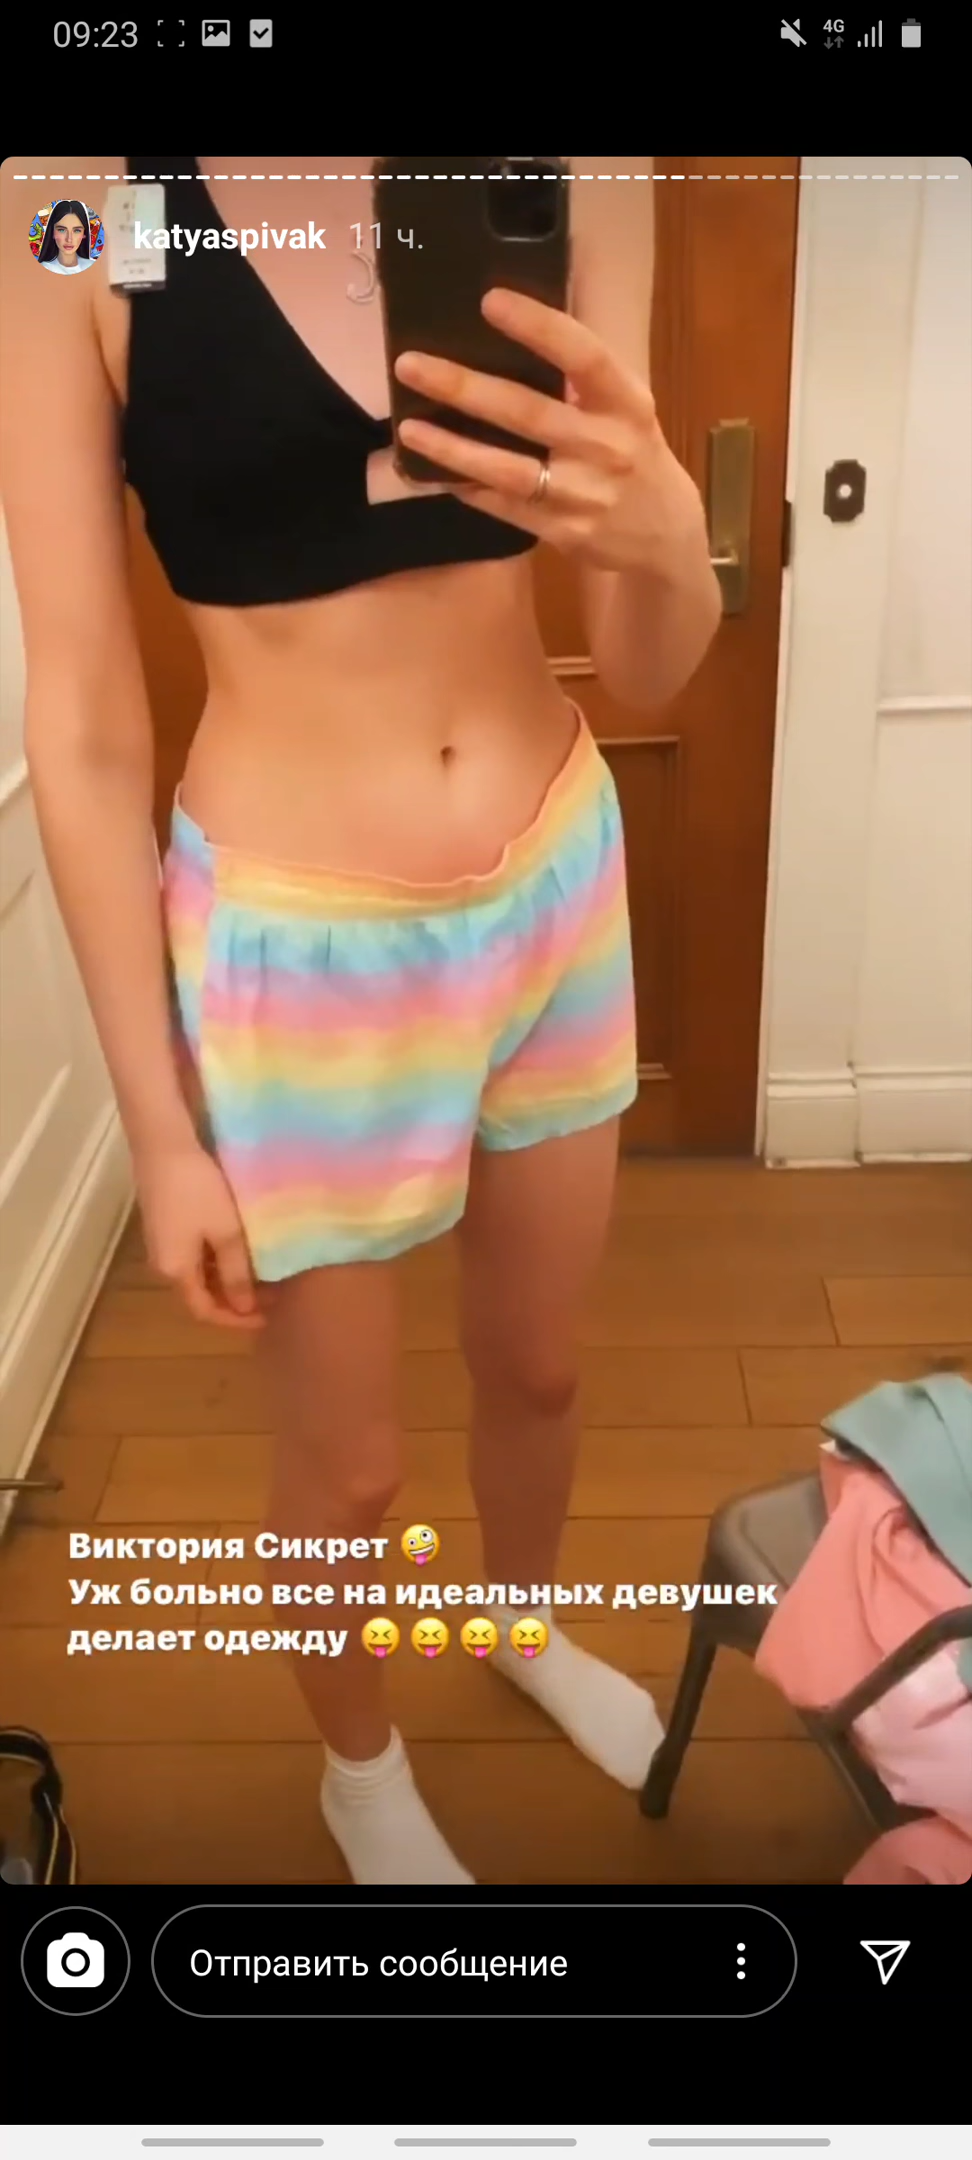 09:23
4G
katyaspivak 11 ч.
Виктория Сикрет 🤪
Уж больно все на идеальных девушек
делает одежду 😝 😝 😝 😝
Отправить сообщение